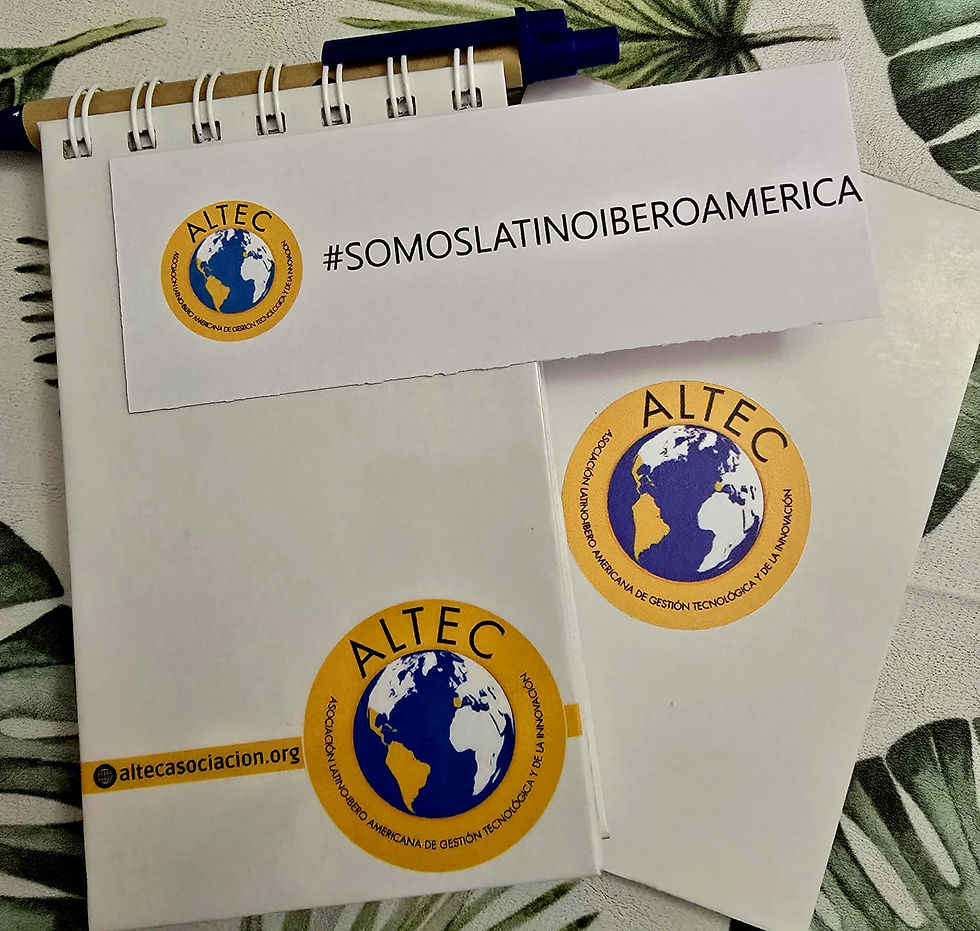 ALTEC
ASOCIACIÓN LATINO-IBERO AMERICANA DE GESTIÓN TECNOLÓGICA Y DE LA INNOVACIÓN
#SOMOSLATINOIBEROAMERICA
ALTEC
ASOCIACIÓN LATINO-IBERO AMERICANA DE GESTIÓN TECNOLÓGICA Y DE LA INNOVACIÓN
altecasociacion.org
ALTEC
ASOCIACIÓN LATINO-IBERO AMERICANA DE GESTIÓN TECNOLÓGICA Y DE LA INNOVACIÓN